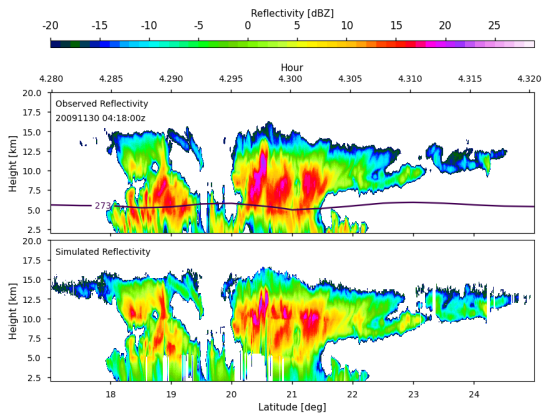 Reflectivity [dBZ]
-20 -15 -10 -5 0 5 10 15 20 25
Hour
4.280 4.285 4.290 4.295 4.300 4.305 4.310 4.315 4.320
20.0
Observed Reflectivity
17.5
20091130 04:18:00z
15.0
12.5
Height [km]
10.0
7.5
273
5.0
2.5
20.0
Simulated Reflectivity
17.5
15.0
12.5
Height [km]
10.0
7.5
5.0
2.5
18 19 20 21 22 23 24
Latitude [deg]